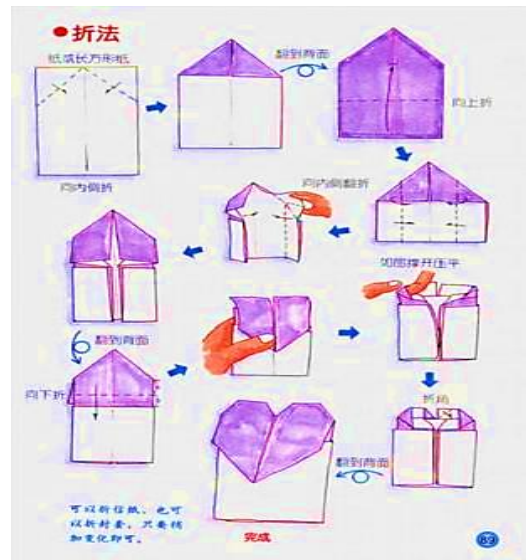 ●折法
纸或长方形纸
翻到背面
向上折
向内侧折
向内侧翻折
如图撑开压平
翻到背面
向下折
折角
翻到背面
可以折信纸，也可
以折封套，只要稍
加变化即可。
完成
89